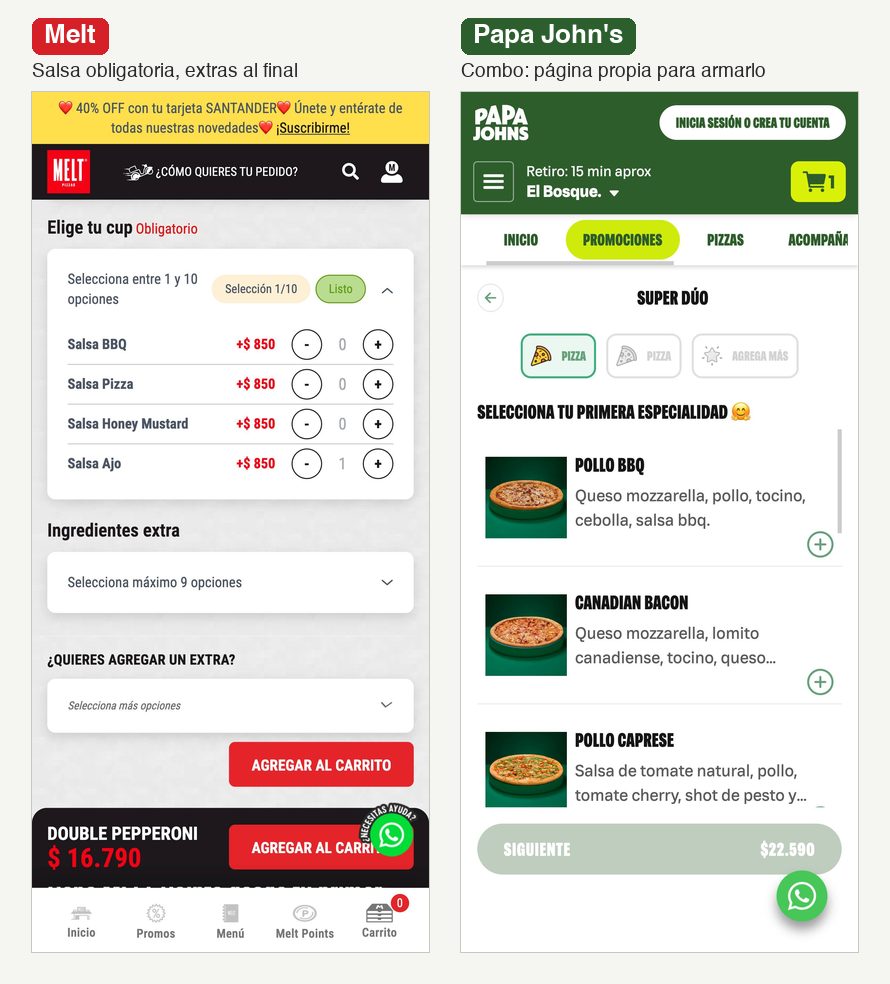 Melt
Salsa obligatoria, extras al final
❤️ 40% OFF con tu tarjeta SANTANDER❤️ Únete y entérate de
todas nuestras novedades❤️ ¡Suscribirme!
MELT
PIZZAS
¿CÓMO QUIERES TU PEDIDO?
M
Elige tu cup Obligatorio
Selecciona entre 1 y 10
opciones
Selección 1/10
Listo
Salsa BBQ +$ 850 - 0 +
Salsa Pizza +$ 850 - 0 +
Salsa Honey Mustard +$ 850 - 0 +
Salsa Ajo +$ 850 - 1 +
Ingredientes extra
Selecciona máximo 9 opciones
¿QUIERES AGREGAR UN EXTRA?
Selecciona más opciones
AGREGAR AL CARRITO
DOUBLE PEPPERONI
$ 16.790
AGREGAR AL CARRI
¿NECESITAS AYUDA?
0
Inicio
Promos
Menú
Melt Points
Carrito
Papa John's
Combo: página propia para armarlo
PAPA
JOHNS
INICIA SESIÓN O CREA TU CUENTA
Retiro: 15 min aprox
El Bosque.
1
INICIO
PROMOCIONES
PIZZAS
ACOMPAÑA
SUPER DÚO
PIZZA
PIZZA
AGREGA MÁS
SELECCIONA TU PRIMERA ESPECIALIDAD 🤗
POLLO BBQ
Queso mozzarella, pollo, tocino,
cebolla, salsa bbq.
CANADIAN BACON
Queso mozzarella, lomito
canadiense, tocino, queso...
POLLO CAPRESE
Salsa de tomate natural, pollo,
tomate cherry, shot de pesto y...
SIGUIENTE
$22.590